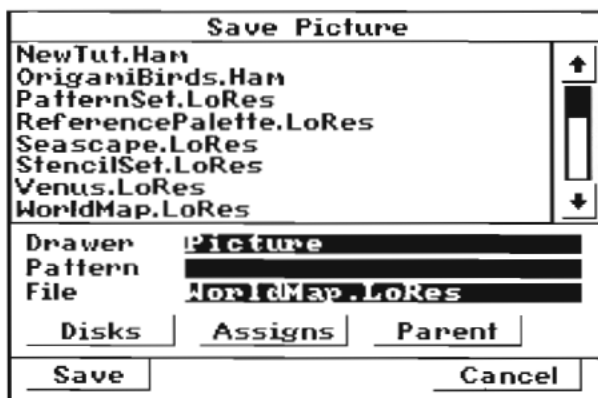 Save Picture
NewTut.Ham
OrigamiBirds.Ham
PatternSet.LoRes
ReferencePalette.LoRes
Seascape.LoRes
StencilSet.LoRes
Venus.LoRes
WorldMap.LoRes
Drawer Picture
Pattern
File WorldMap.LoRes
Disks Assigns Parent
Save Cancel